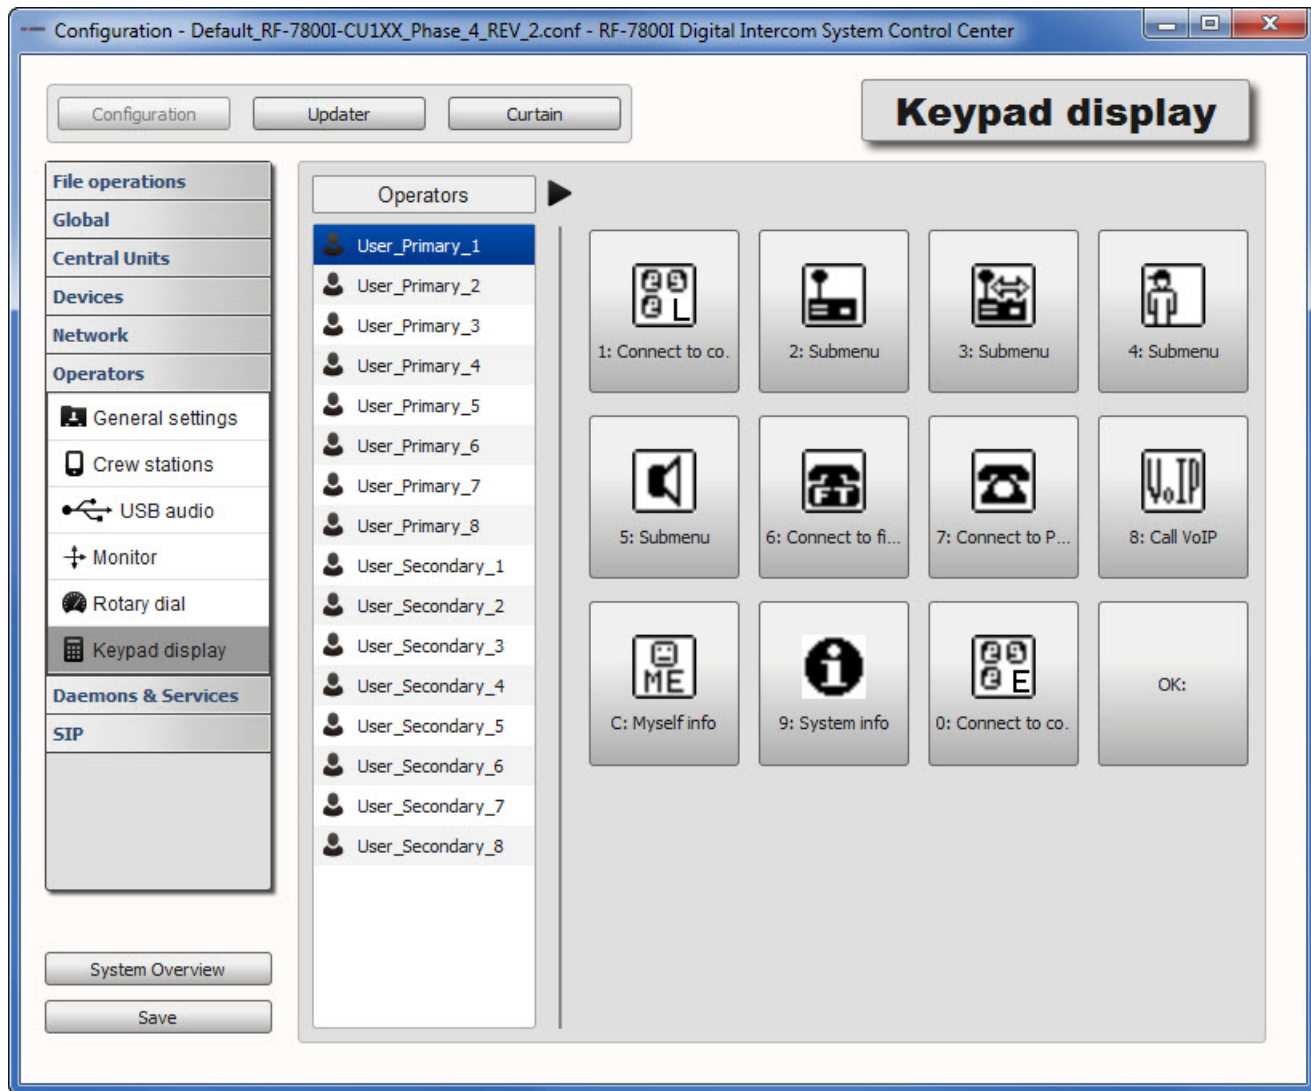 Configuration - Default_RF-7800I-CU1XX_Phase_4_REV_2.conf - RF-7800I Digital Intercom System Control Center
Configuration
Updater
Curtain
Keypad display
File operations
Global
Central Units
Devices
Network
Operators
General settings
Crew stations
USB audio
Monitor
Rotary dial
Keypad display
Daemons & Services
SIP
System Overview
Save
Operators
User_Primary_1
User_Primary_2
User_Primary_3
User_Primary_4
User_Primary_5
User_Primary_6
User_Primary_7
User_Primary_8
User_Secondary_1
User_Secondary_2
User_Secondary_3
User_Secondary_4
User_Secondary_5
User_Secondary_6
User_Secondary_7
User_Secondary_8
L
1: Connect to co.
2: Submenu
3: Submenu
4: Submenu
5: Submenu
FT
6: Connect to fi...
7: Connect to P...
VoIP
8: Call VoIP
ME
C: Myself info
9: System info
E
0: Connect to co.
OK: